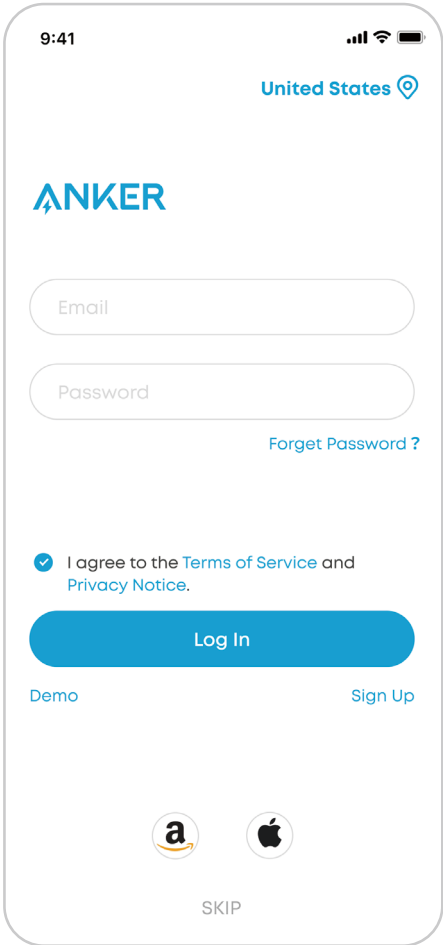 9:41
United States
ANKER
Email
Password
Forget Password ?
I agree to the Terms of Service and
Privacy Notice.
Log In
Demo
Sign Up
a
SKIP